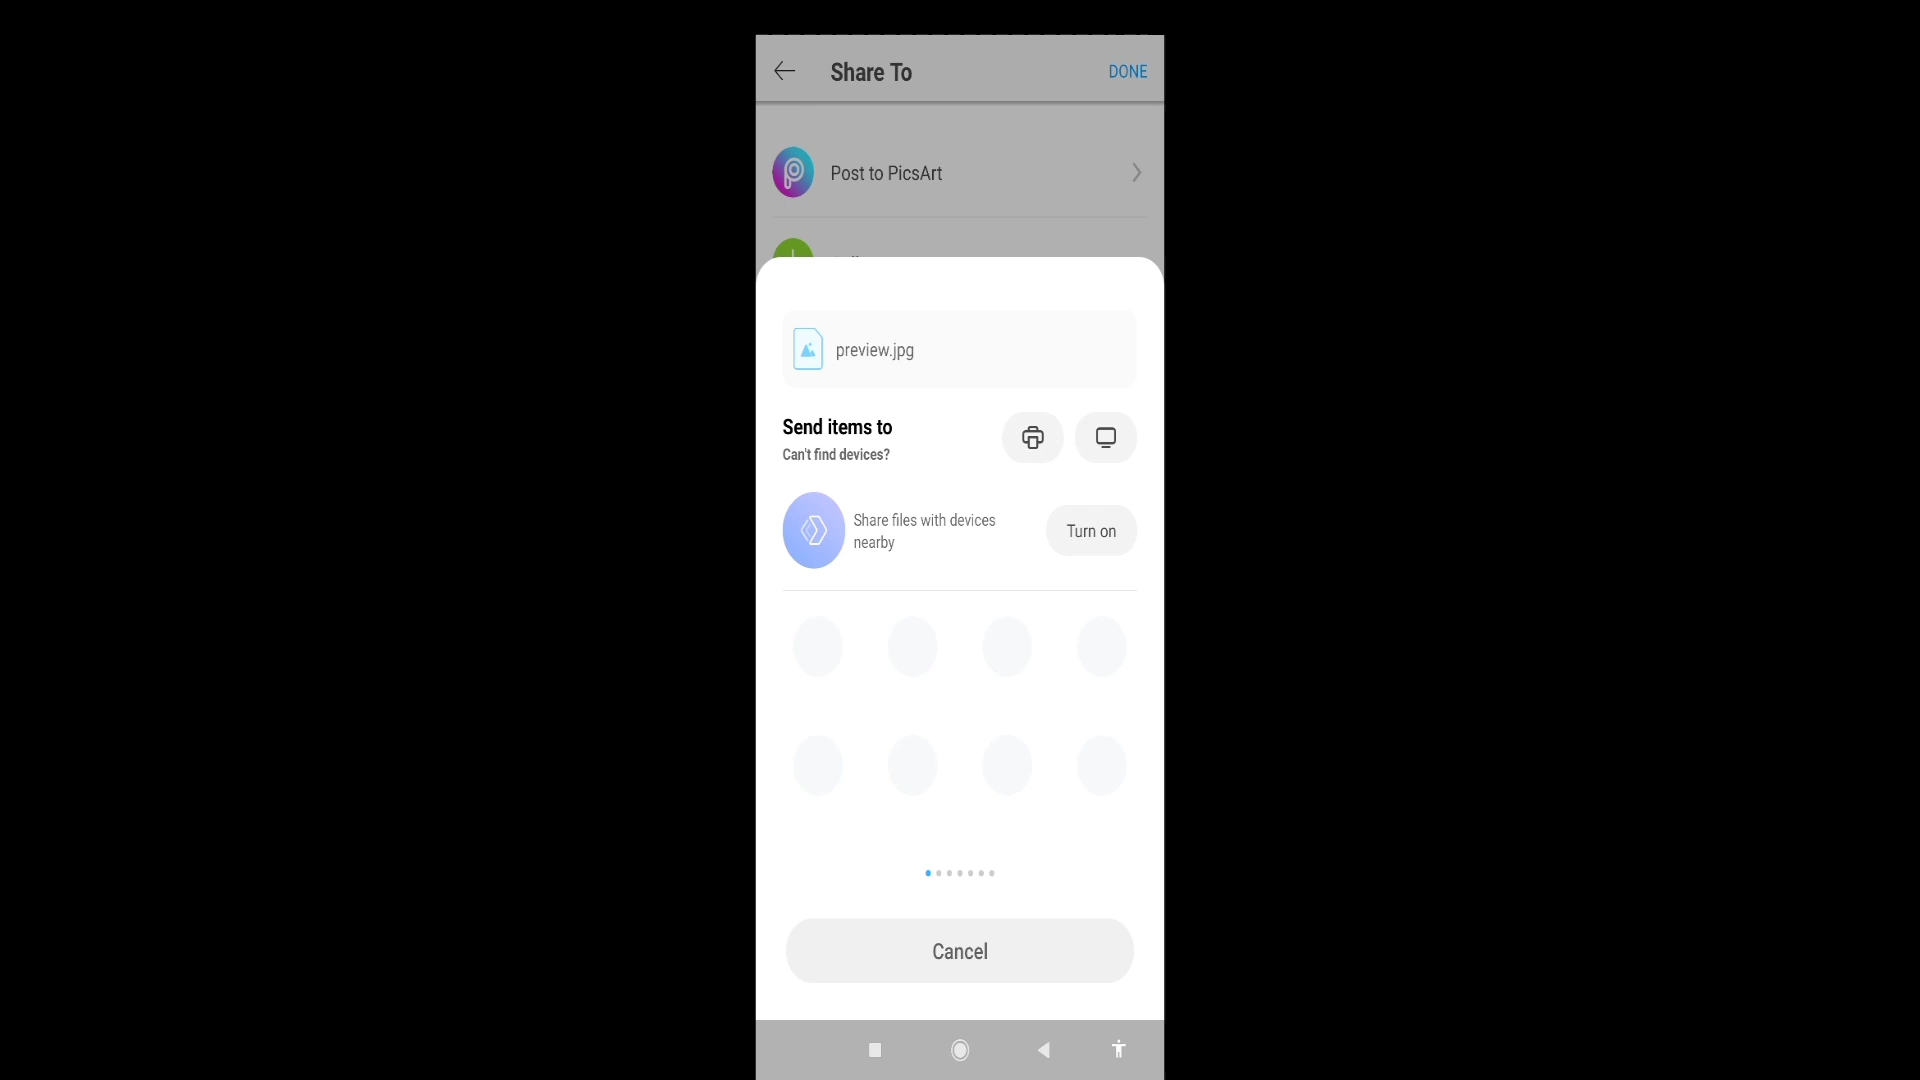 Share To
DONE
Post to PicsArt
preview.jpg
Send items to
Can't find devices?
Share files with devices
nearby
Turn on
Cancel